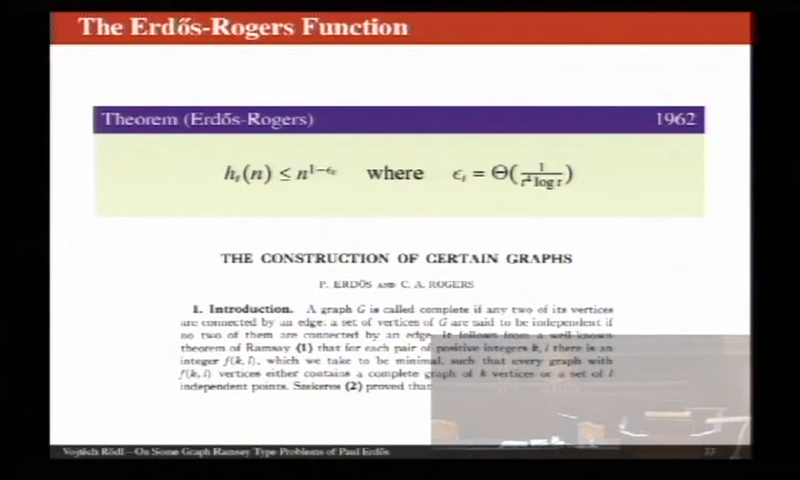 The Erdős-Rogers Function
Theorem (Erdős-Rogers) 1962
hₜ(n) ≤ n^{1−ϵₜ} where ϵₜ = Θ(1/(t⁴ log t))
THE CONSTRUCTION OF CERTAIN GRAPHS
P. ERDŐS AND C. A. ROGERS
1. Introduction. A graph G is called complete if any two of its vertices
are connected by an edge, a set of vertices of G are said to be independent if
no two of them are connected by an edge. It follows from a well-known
theorem of Ramsay (1) that for each pair of positive integers k, l there is an
integer f(k, l), which we take to be minimal, such that every graph with
f(k, l) vertices either contains a complete graph of k vertices or a set of l
independent points. Szekeres (2) proved that
Vojtěch Rödl – On Some Graph Ramsey Type Problems of Paul Erdős 33